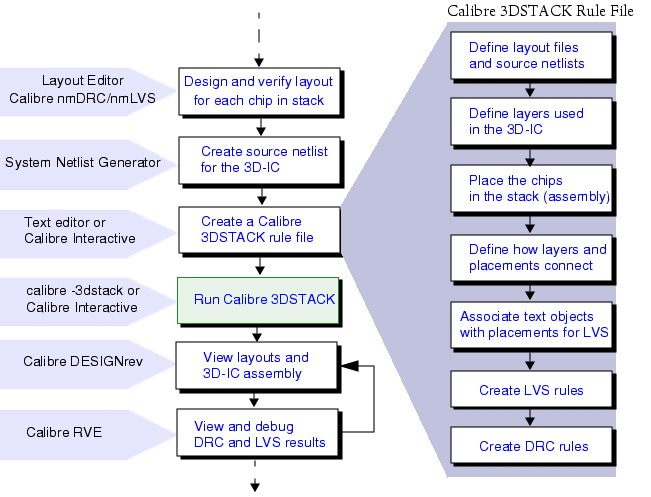 Calibre 3DSTACK Rule File
Layout Editor
Calibre nmDRC/nmLVS
Design and verify layout
for each chip in stack
System Netlist Generator
Create source netlist
for the 3D-IC
Text editor or
Calibre Interactive
Create a Calibre
3DSTACK rule file
calibre -3dstack or
Calibre Interactive
Run Calibre 3DSTACK
Calibre DESIGNrev
View layouts and
3D-IC assembly
Calibre RVE
View and debug
DRC and LVS results
Define layout files
and source netlists
Define layers used
in the 3D-IC
Place the chips
in the stack (assembly)
Define how layers and
placements connect
Associate text objects
with placements for LVS
Create LVS rules
Create DRC rules